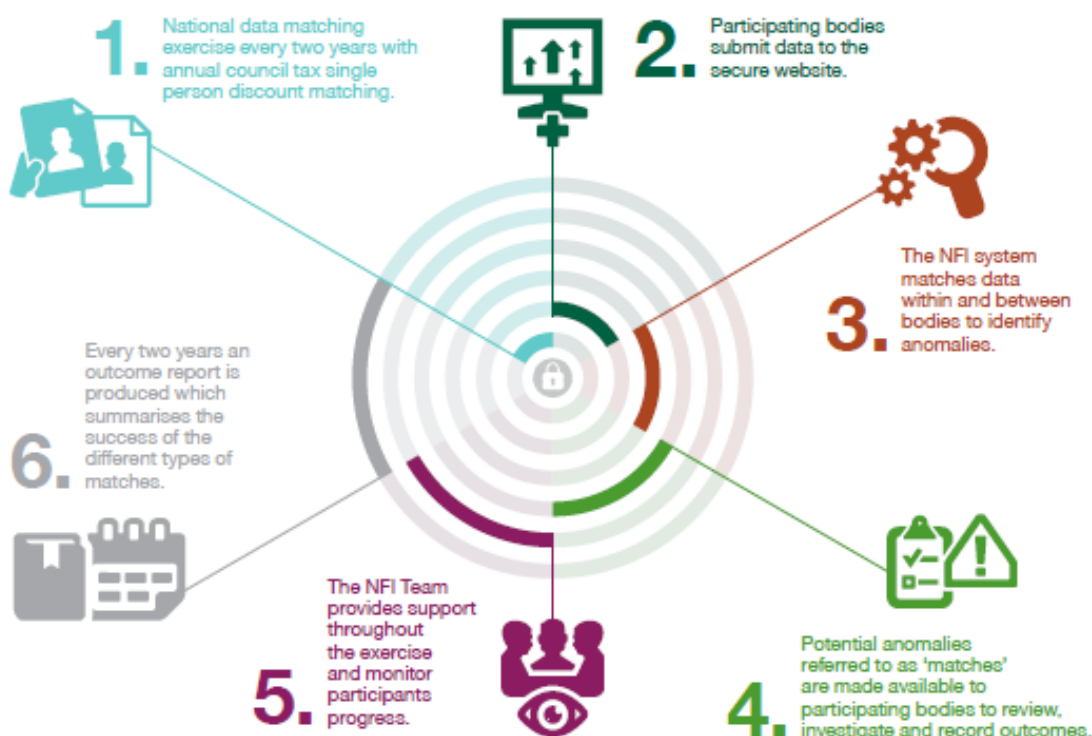 1.
National data matching
exercise every two years with
annual council tax single
person discount matching.
2.
Participating bodies
submit data to the
secure website.
3.
The NFI system
matches data
within and between
bodies to identify
anomalies.
4.
Potential anomalies
referred to as ‘matches’
are made available to
participating bodies to review,
investigate and record outcomes.
5.
The NFI Team
provides support
throughout
the exercise
and monitor
participants
progress.
6.
Every two years an
outcome report is
produced which
summarises the
success of the
different types of
matches.